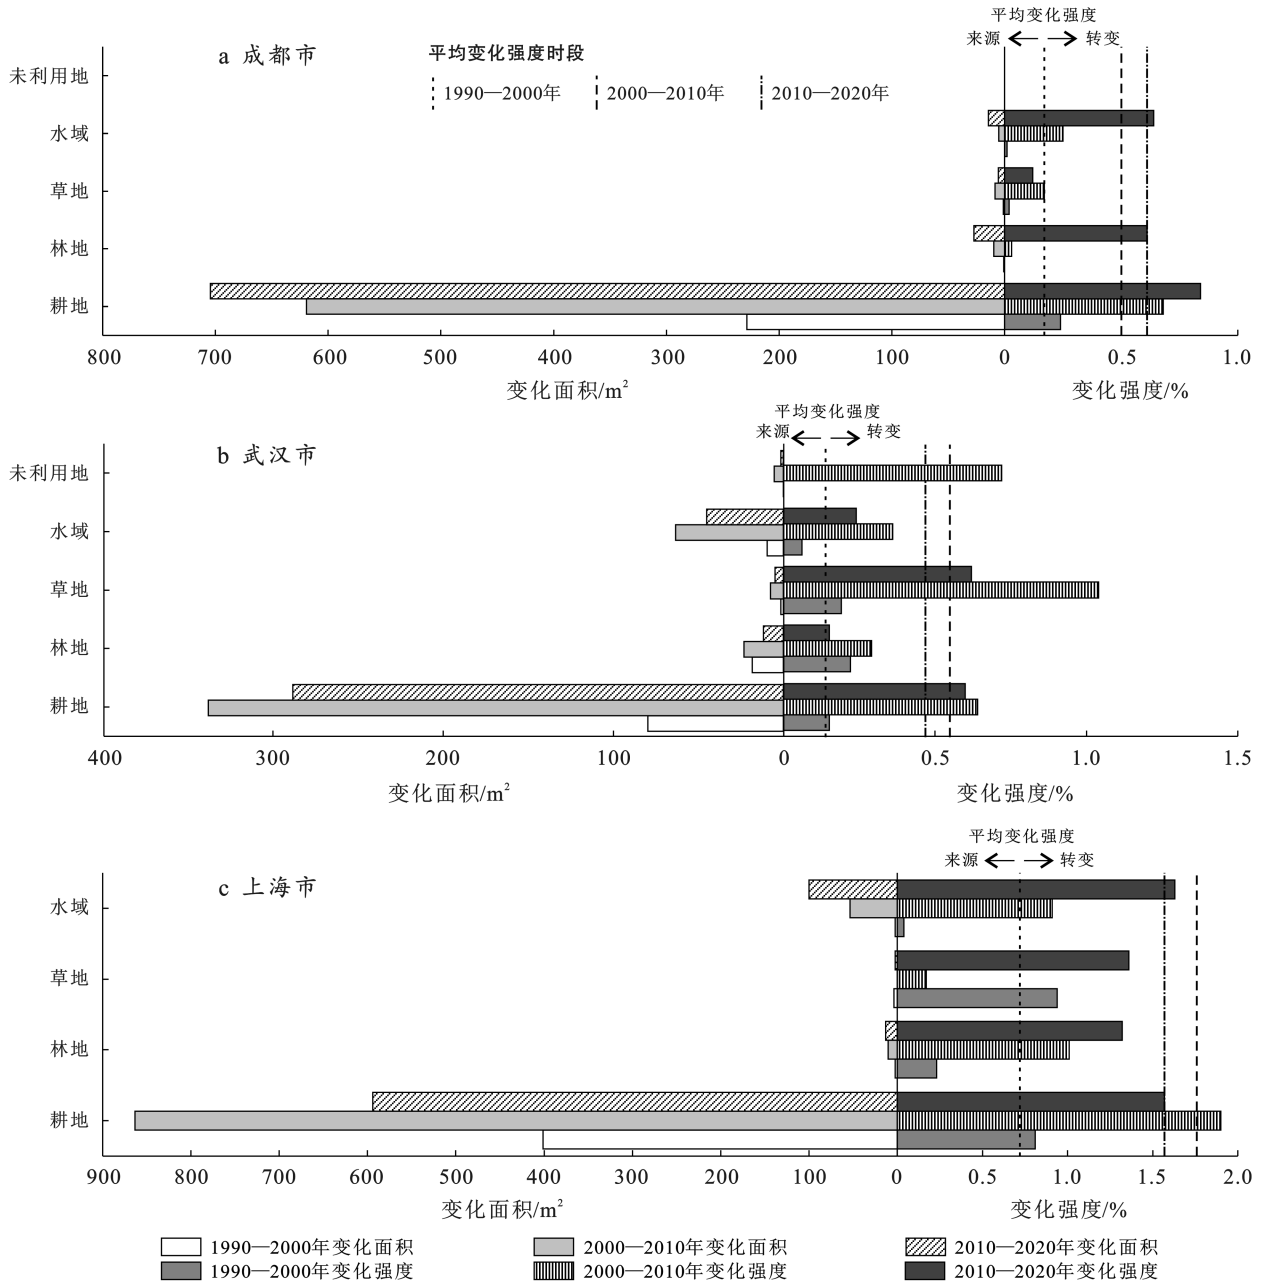 平均变化强度
来源 转变
a 成都市
平均变化强度时段
1990—2000年 2000—2010年 2010—2020年
未利用地
水域
草地
林地
耕地
800 700 600 500 400 300 200 100 0 0.5 1.0
变化面积/m² 变化强度/%
平均变化强度
来源 转变
b 武汉市
未利用地
水域
草地
林地
耕地
400 300 200 100 0 0.5 1.0 1.5
变化面积/m² 变化强度/%
平均变化强度
来源 转变
c 上海市
水域
草地
林地
耕地
900 800 700 600 500 400 300 200 100 0 0.5 1.0 1.5 2.0
变化面积/m² 变化强度/%
1990—2000年变化面积 2000—2010年变化面积 2010—2020年变化面积
1990—2000年变化强度 2000—2010年变化强度 2010—2020年变化强度